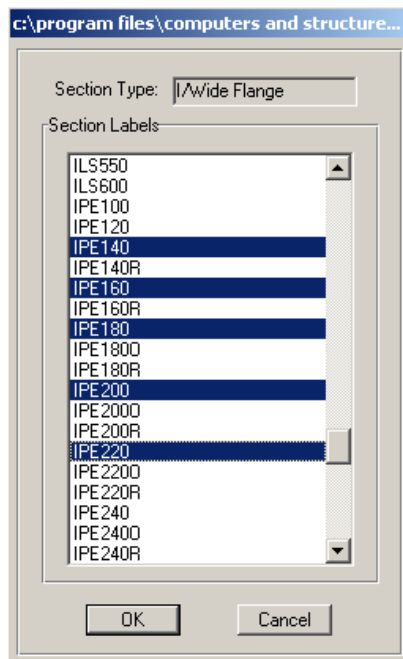 c:\program files\computers and structure...
Section Type: I/Wide Flange
Section Labels
ILS550
ILS600
IPE100
IPE120
IPE140
IPE140R
IPE160
IPE160R
IPE180
IPE180O
IPE180R
IPE200
IPE200O
IPE200R
IPE220
IPE220O
IPE220R
IPE240
IPE240O
IPE240R
OK Cancel